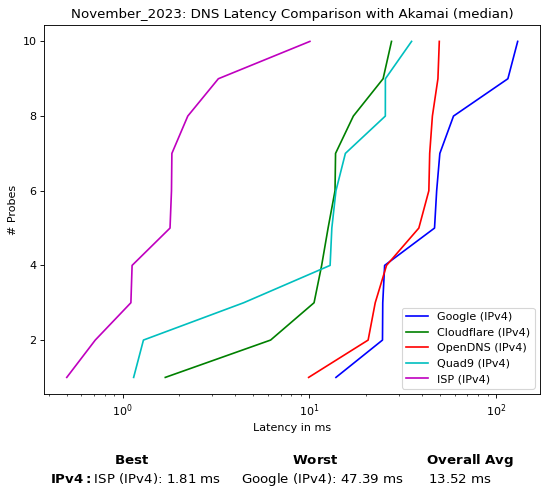 November_2023: DNS Latency Comparison with Akamai (median)
10
8
6
4
2
# Probes
Google (IPv4)
Cloudflare (IPv4)
OpenDNS (IPv4)
Quad9 (IPv4)
ISP (IPv4)
10⁰ 10¹ 10²
Latency in ms
Best Worst Overall Avg
IPv4: ISP (IPv4): 1.81 ms Google (IPv4): 47.39 ms 13.52 ms